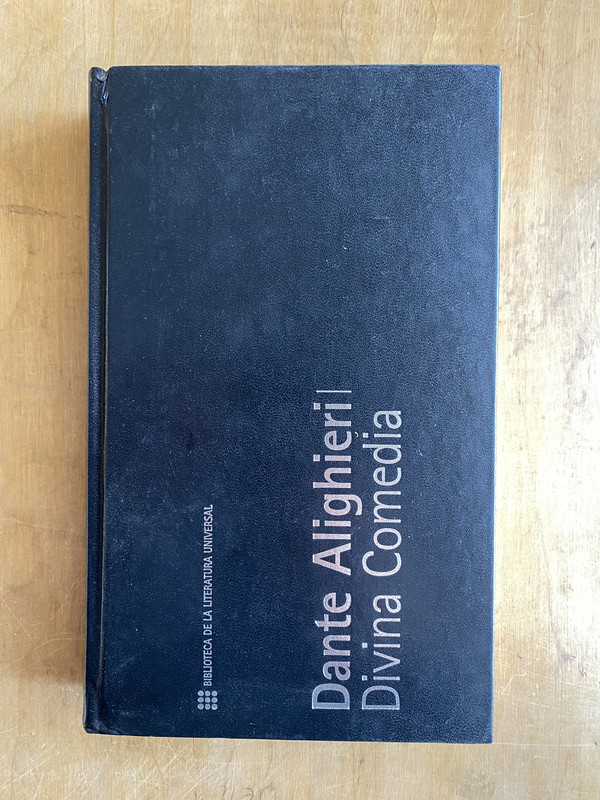 BIBLIOTECA DE LA LITERATURA UNIVERSAL
Dante Alighieri|
Divina Comedia